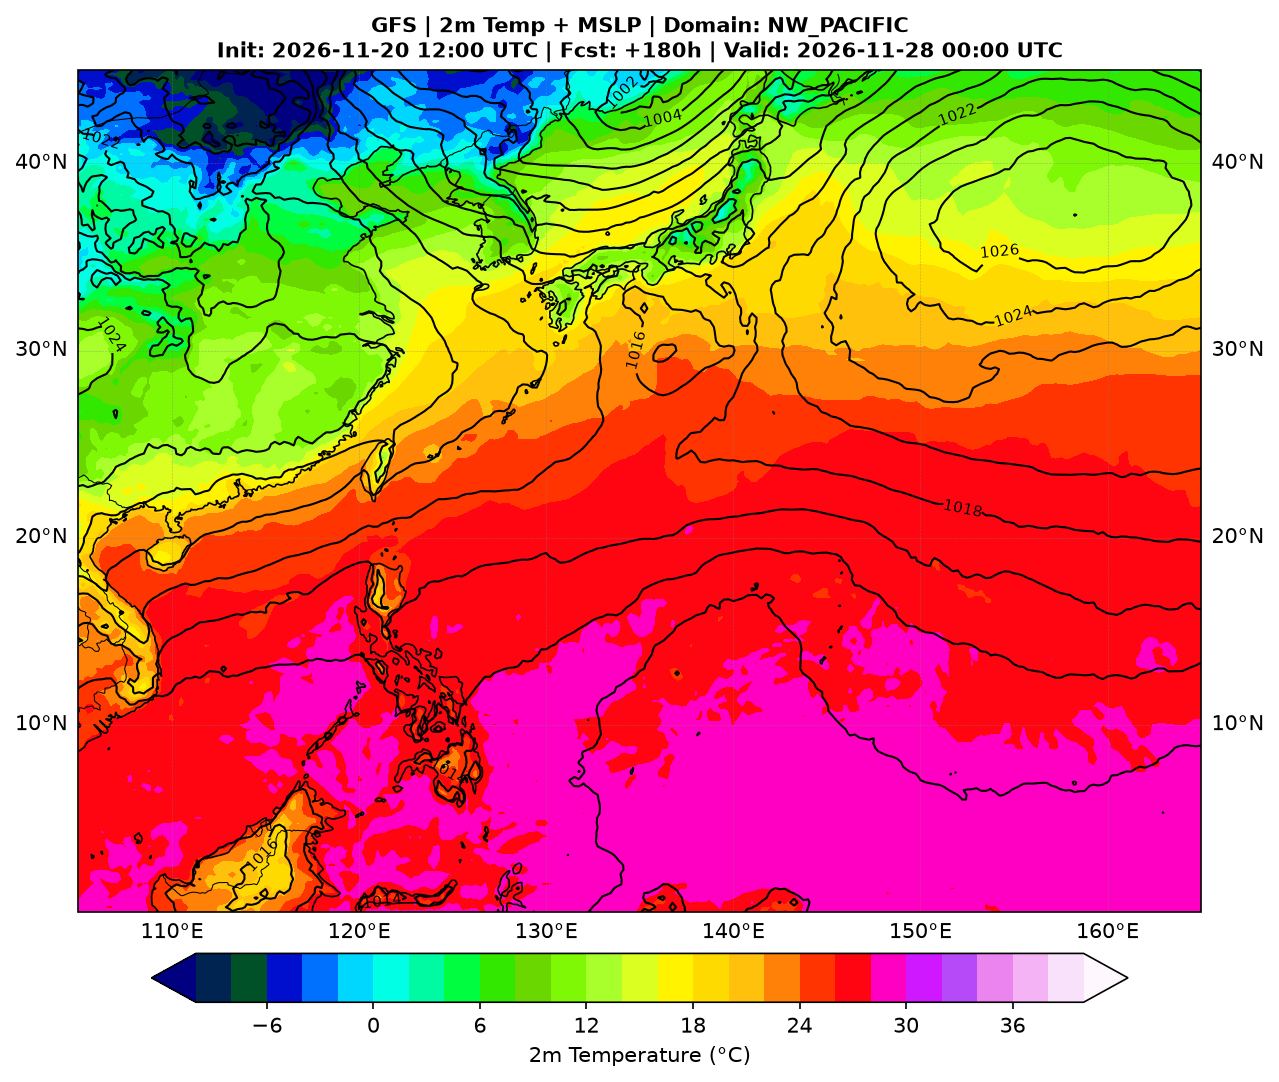 GFS | 2m Temp + MSLP | Domain: NW_PACIFIC
Init: 2026-11-20 12:00 UTC | Fcst: +180h | Valid: 2026-11-28 00:00 UTC
1002
1004
1022
1022
40°N
40°N
1026
1024
1024
1016
30°N
30°N
1018
20°N
20°N
10°N
10°N
1016
1014
110°E
120°E
130°E
140°E
150°E
160°E
−6
0
6
12
18
24
30
36
2m Temperature (°C)